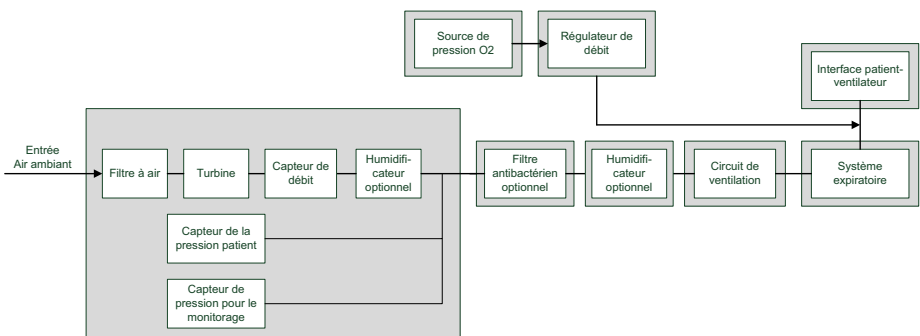 Source de
pression O2
Régulateur de
débit
Interface patient-
ventilateur
Entrée
Air ambiant
Filtre à air
Turbine
Capteur de
débit
Humidifi-
cateur
optionnel
Filtre
antibactérien
optionnel
Humidifi-
cateur
optionnel
Circuit de
ventilation
Système
expiratoire
Capteur de la
pression patient
Capteur de
pression pour le
monitorage